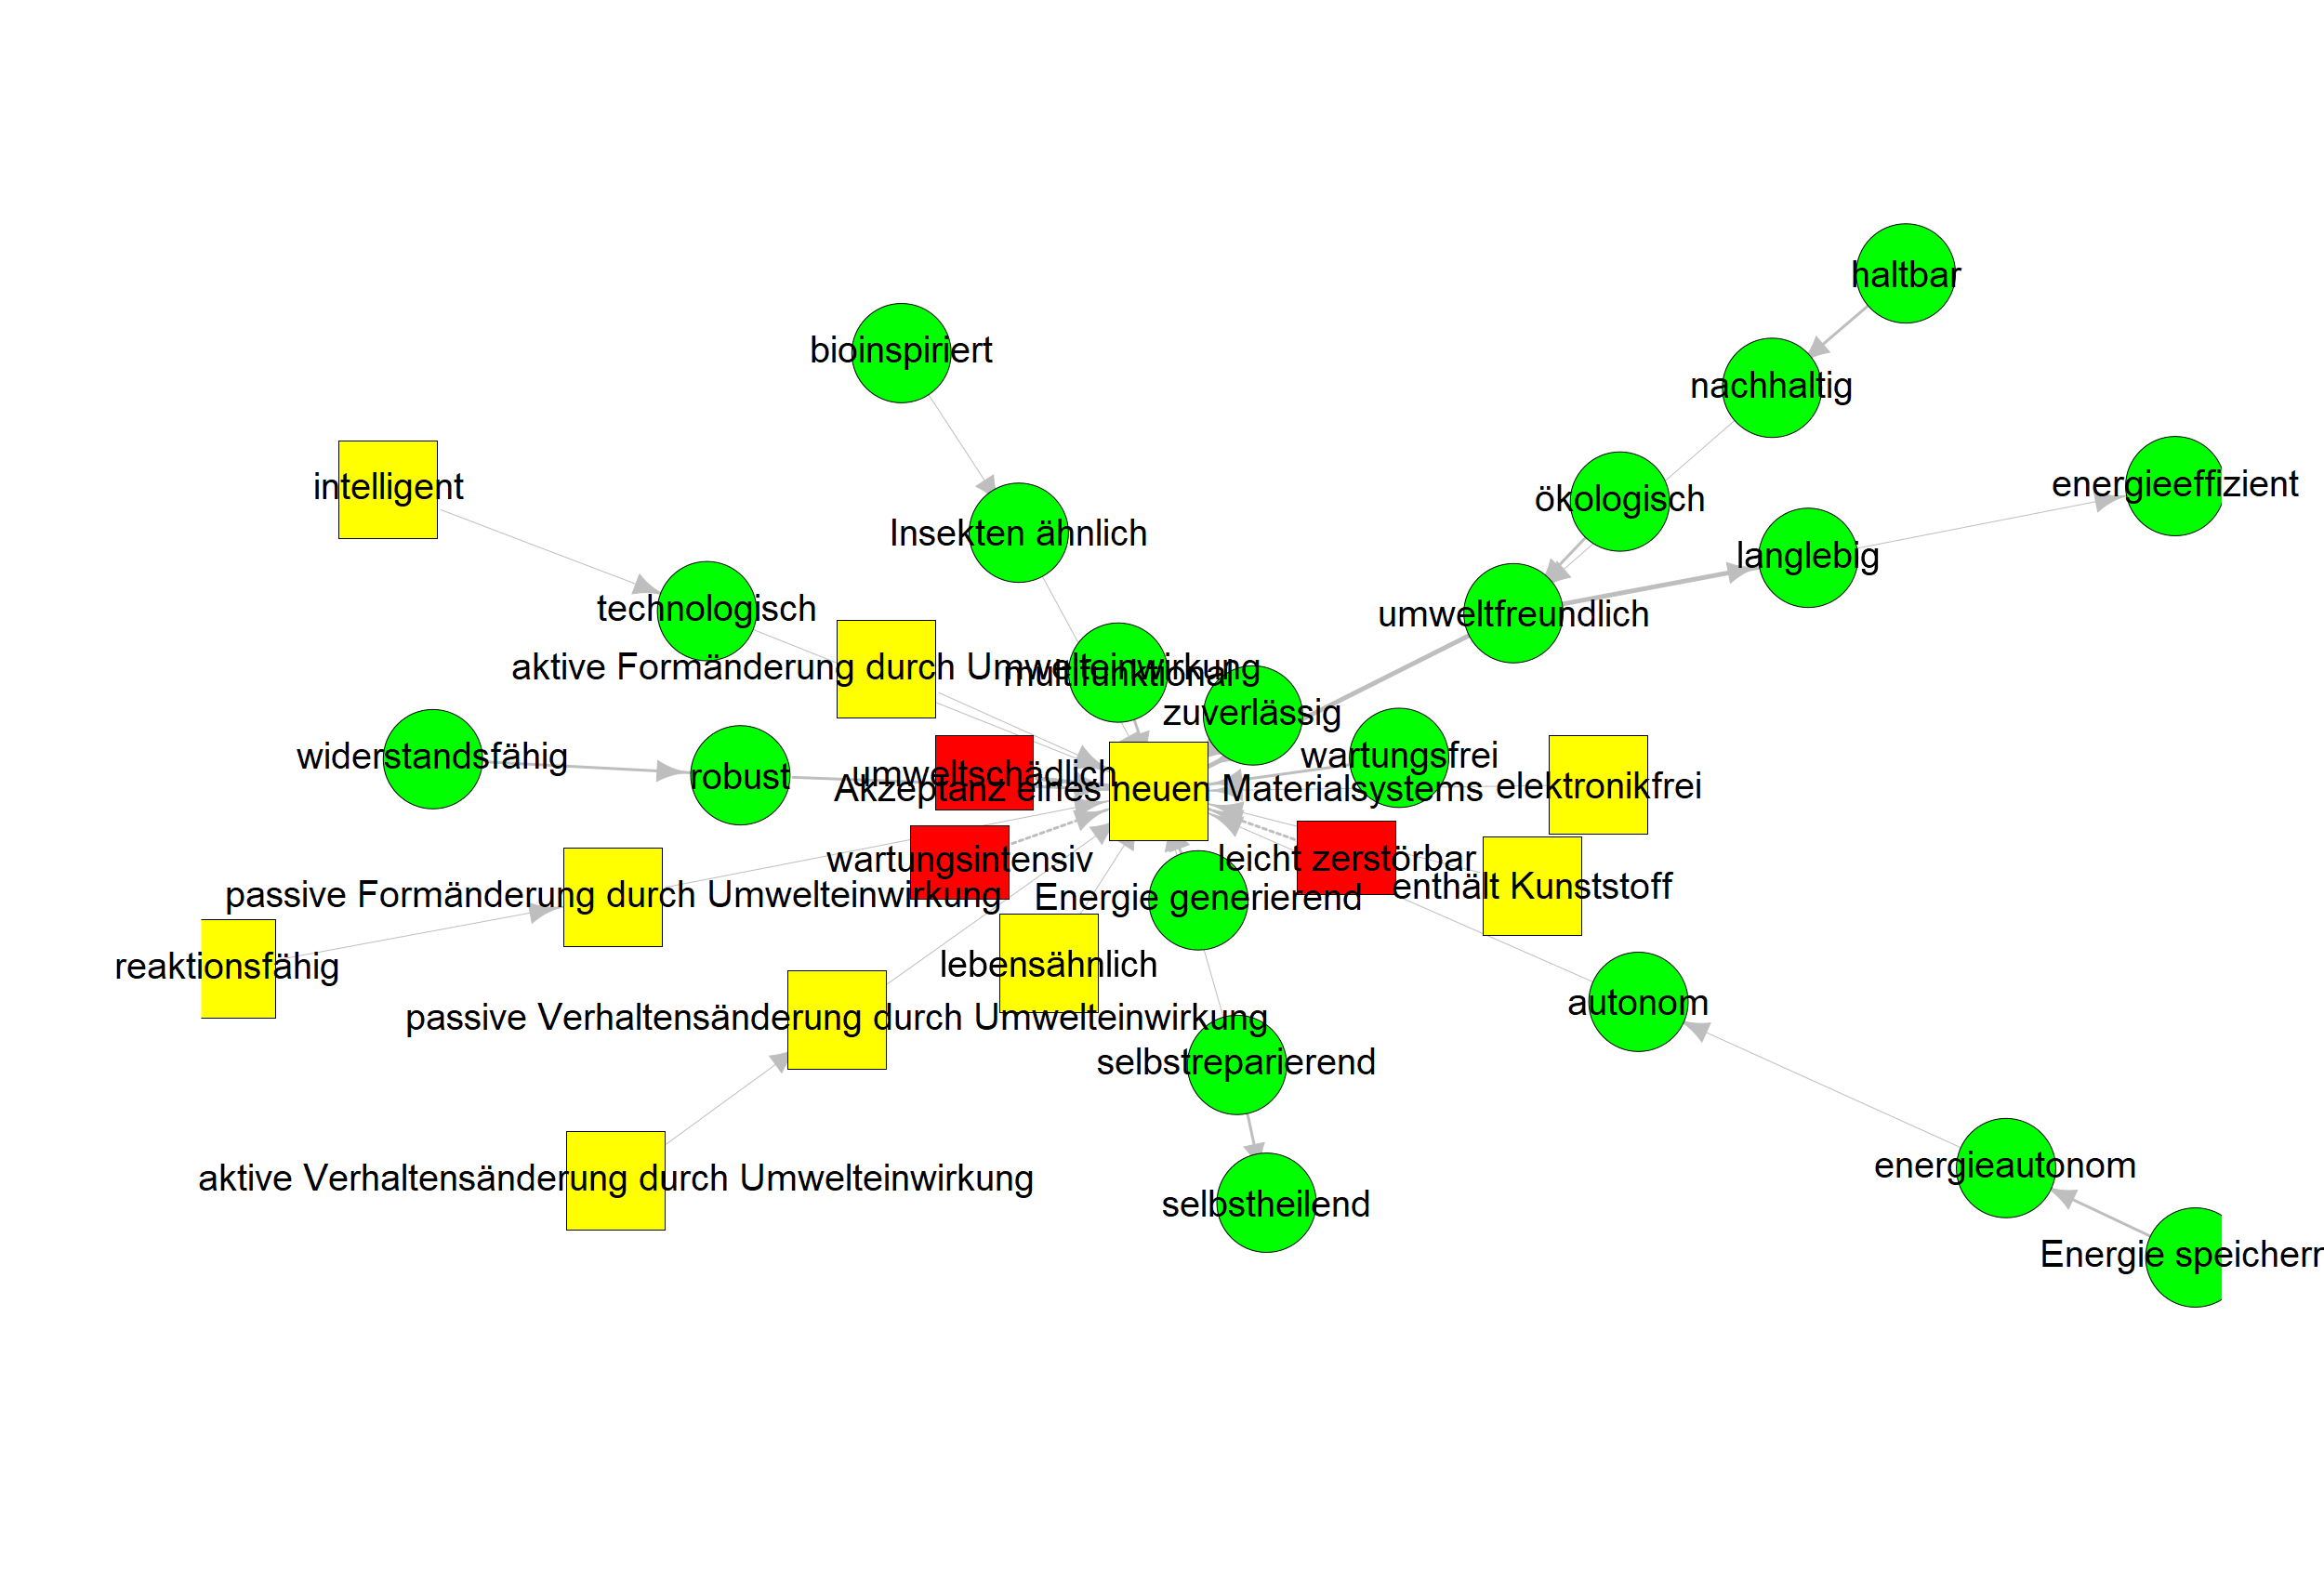 haltbar
bioinspiriert
nachhaltig
intelligent
energieeffizient
ökologisch
Insekten ähnlich
langlebig
technologisch
umweltfreundlich
aktive Formänderung durch Umwelteinwirkung
multifunktional
zuverlässig
widerstandsfähig
wartungsfrei
robust
umweltschädlich
Akzeptanz eines neuen Materialsystems
elektronikfrei
wartungsintensiv
leicht zerstörbar
enthält Kunststoff
passive Formänderung durch Umwelteinwirkung
Energie generierend
reaktionsfähig
lebensähnlich
autonom
passive Verhaltensänderung durch Umwelteinwirkung
selbstreparierend
energieautonom
aktive Verhaltensänderung durch Umwelteinwirkung
selbstheilend
Energie speichern